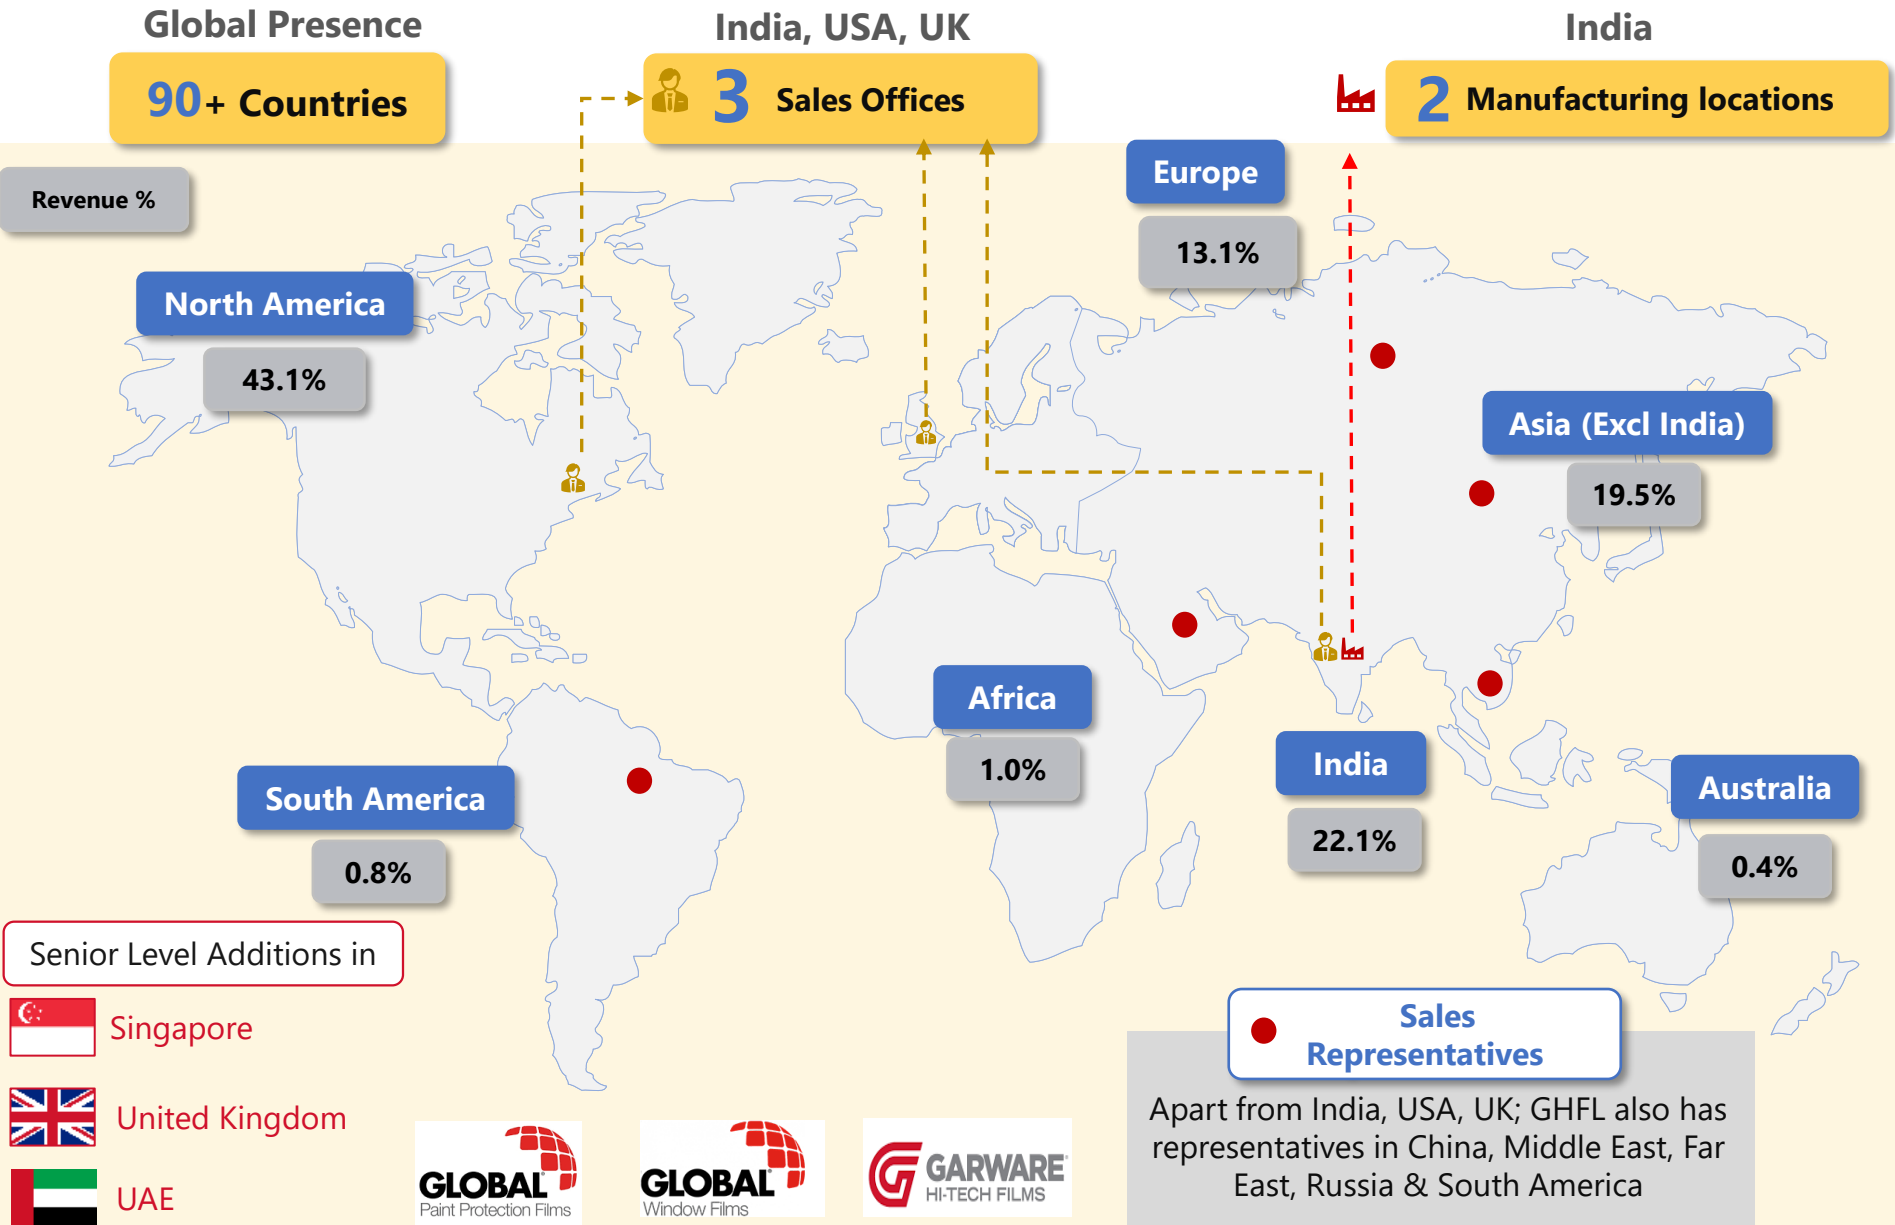 Global Presence
90+ Countries
India, USA, UK
3 Sales Offices
India
2 Manufacturing locations
Revenue %
Europe
13.1%
North America
43.1%
Asia (Excl India)
19.5%
Africa
1.0%
India
22.1%
South America
0.8%
Australia
0.4%
Senior Level Additions in
Singapore
United Kingdom
UAE
GLOBAL
Paint Protection Films
GLOBAL
Window Films
GARWARE
HI-TECH FILMS
Sales
Representatives
Apart from India, USA, UK; GHFL also has
representatives in China, Middle East, Far
East, Russia & South America